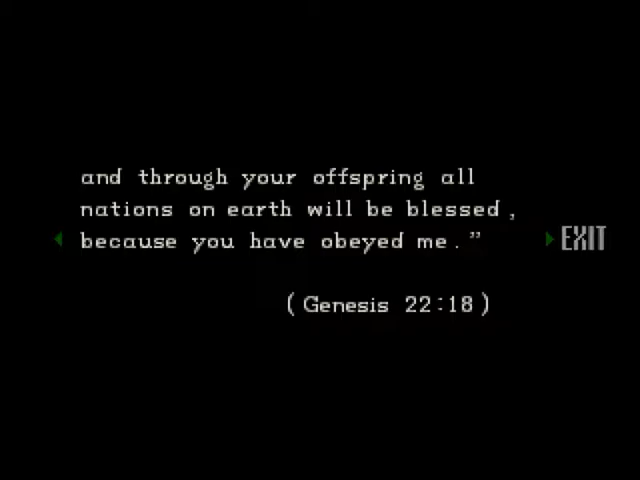 and through your offspring all
nations on earth will be blessed,
because you have obeyed me.”
EXIT
(Genesis 22:18)